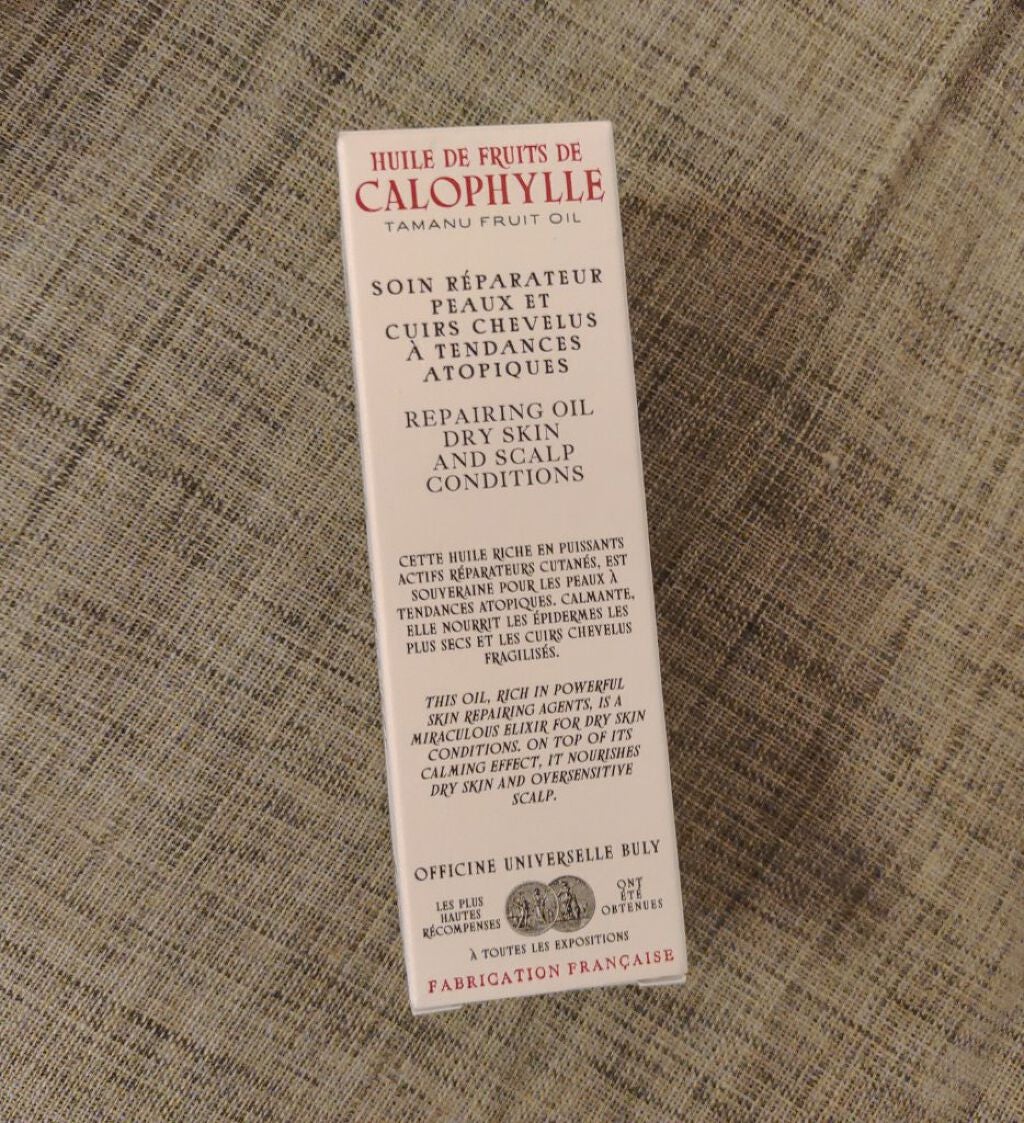 HUILE DE FRUITS DE
CALOPHYLLE
TAMANU FRUIT OIL
SOIN RÉPARATEUR
PEAUX ET
CUIRS CHEVELUS
À TENDANCES
ATOPIQUES
REPAIRING OIL
DRY SKIN
AND SCALP
CONDITIONS
CETTE HUILE RICHE EN PUISSANTS
ACTIFS RÉPARATEURS CUTANÉS, EST
SOUVERAINE POUR LES PEAUX À
TENDANCES ATOPIQUES. CALMANTE,
ELLE NOURRIT LES ÉPIDERMES LES
PLUS SECS ET LES CUIRS CHEVELUS
FRAGILISÉS.
THIS OIL, RICH IN POWERFUL
SKIN REPAIRING AGENTS, IS A
MIRACULOUS ELIXIR FOR DRY SKIN
CONDITIONS. ON TOP OF ITS
CALMING EFFECT, IT NOURISHES
DRY SKIN AND OVERSENSITIVE
SCALP.
OFFICINE UNIVERSELLE BULY
LES PLUS
HAUTES
RÉCOMPENSES
ONT
ÉTÉ
OBTENUES
À TOUTES LES EXPOSITIONS
FABRICATION FRANÇAISE